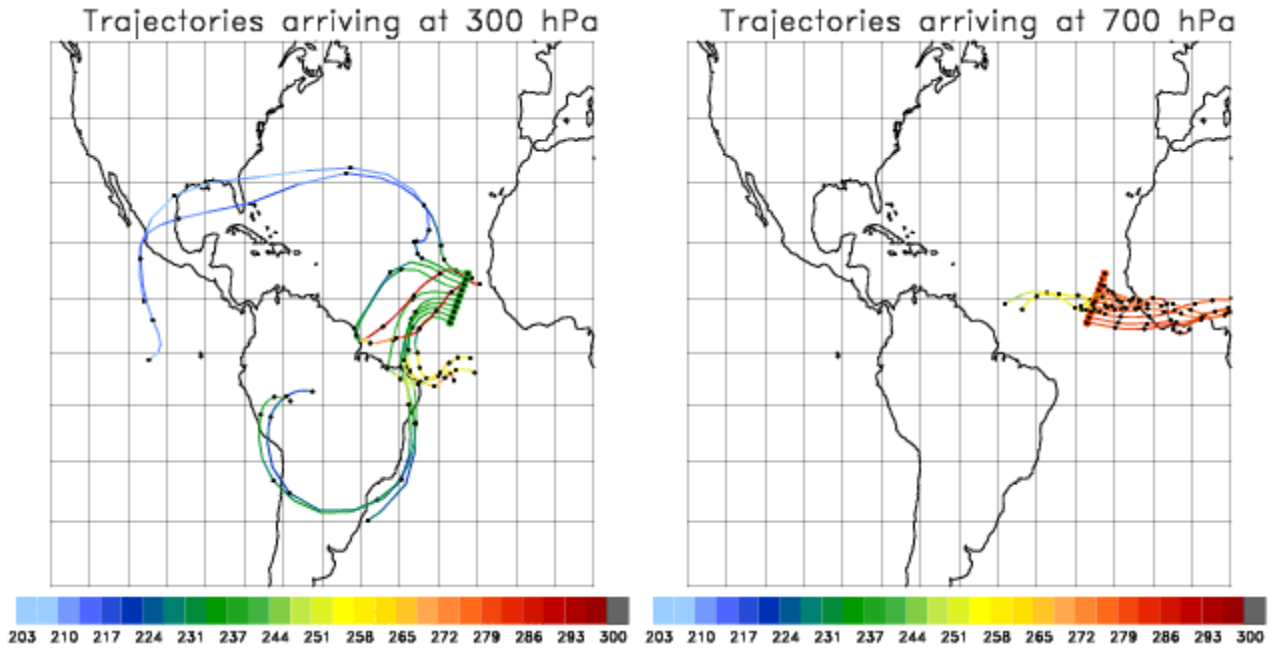 Trajectories arriving at 300 hPa
Trajectories arriving at 700 hPa
203 210 217 224 231 237 244 251 258 265 272 279 286 293 300
203 210 217 224 231 237 244 251 258 265 272 279 286 293 300